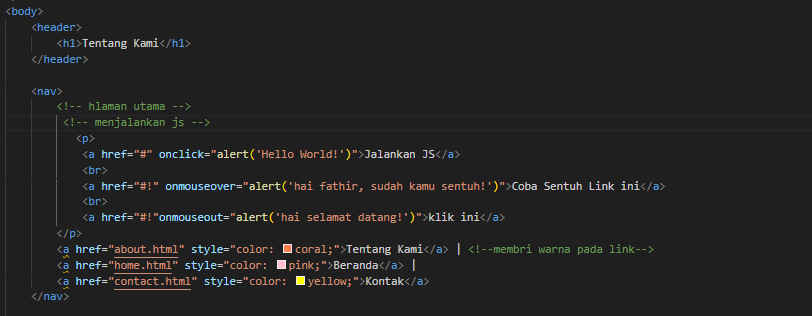 <body>
<header>
<h1>Tentang Kami</h1>
</header>
<nav>
<!-- hlaman utama -->
<!-- menjalankan js -->
<p>
<a href="#" onclick="alert('Hello World!')">Jalankan JS</a>
<br>
<a href="#!" onmouseover="alert('hai fathir, sudah kamu sentuh!')">Coba Sentuh Link ini</a>
<br>
<a href="#!"onmouseout="alert('hai selamat datang!')">klik ini</a>
</p>
<a href="about.html" style="color: coral;">Tentang Kami</a> | <!--membri warna pada link-->
<a href="home.html" style="color: pink;">Beranda</a> |
<a href="contact.html" style="color: yellow;">Kontak</a>
</nav>